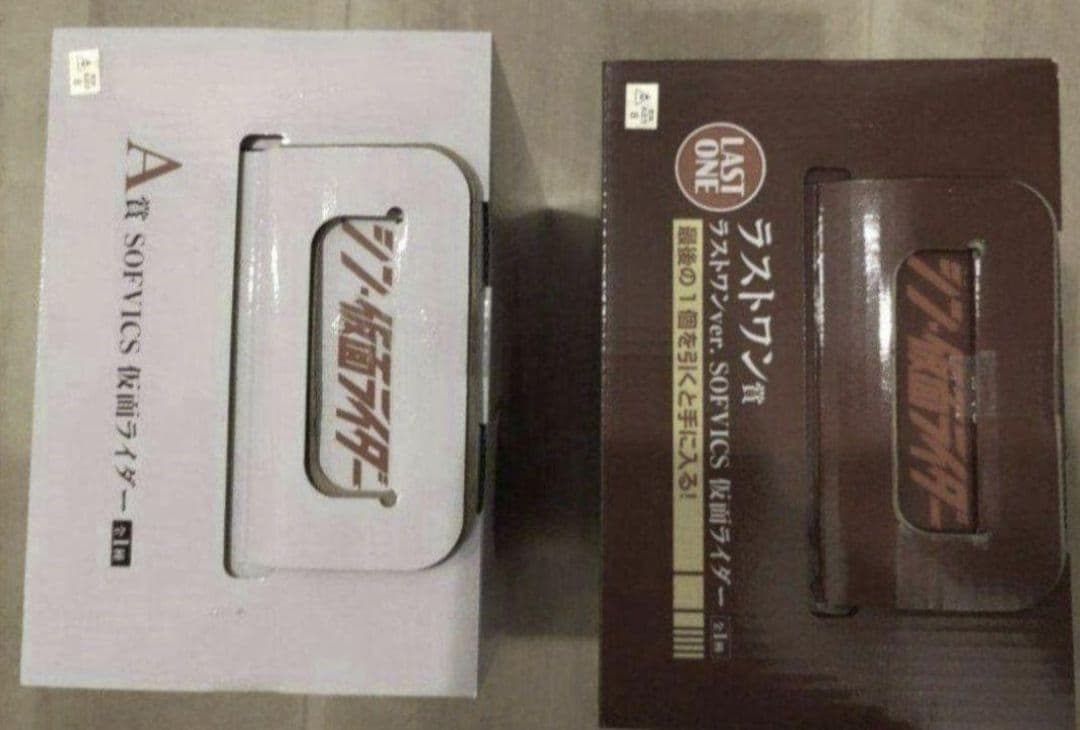 A賞 SOFVICS 仮面ライダー 全1種
シン・仮面ライダー
LAST
ONE
ラストワン賞
ラストワンver. SOFVICS 仮面ライダー 全1種
最後の1個を引くと手に入る!
シン・仮面ライダー